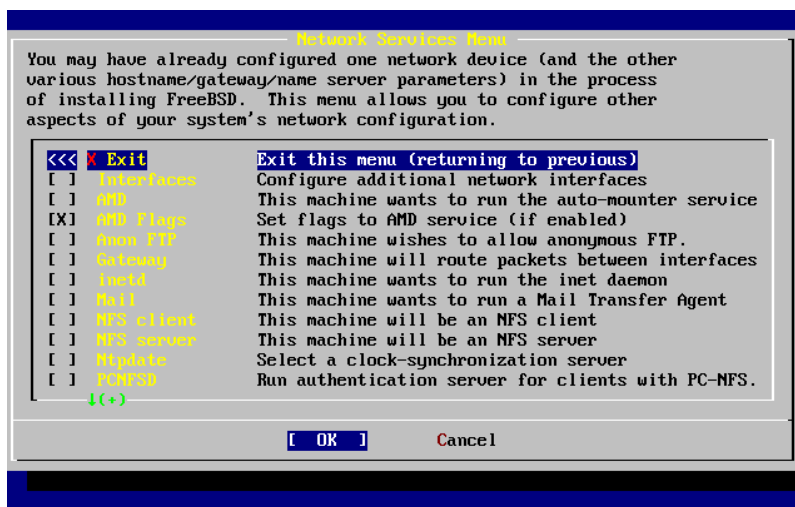 Network Services Menu
You may have already configured one network device (and the other
various hostname/gateway/name server parameters) in the process
of installing FreeBSD.  This menu allows you to configure other
aspects of your system's network configuration.
<<< X Exit Exit this menu (returning to previous)
[ ] Interfaces Configure additional network interfaces
[ ] AMD This machine wants to run the auto-mounter service
[X] AMD Flags Set flags to AMD service (if enabled)
[ ] Anon FTP This machine wishes to allow anonymous FTP.
[ ] Gateway This machine will route packets between interfaces
[ ] inetd This machine wants to run the inet daemon
[ ] Mail This machine wants to run a Mail Transfer Agent
[ ] NFS client This machine will be an NFS client
[ ] NFS server This machine will be an NFS server
[ ] Ntpdate Select a clock-synchronization server
[ ] PCNFSD Run authentication server for clients with PC-NFS.
↓(+)
[ OK ] Cancel